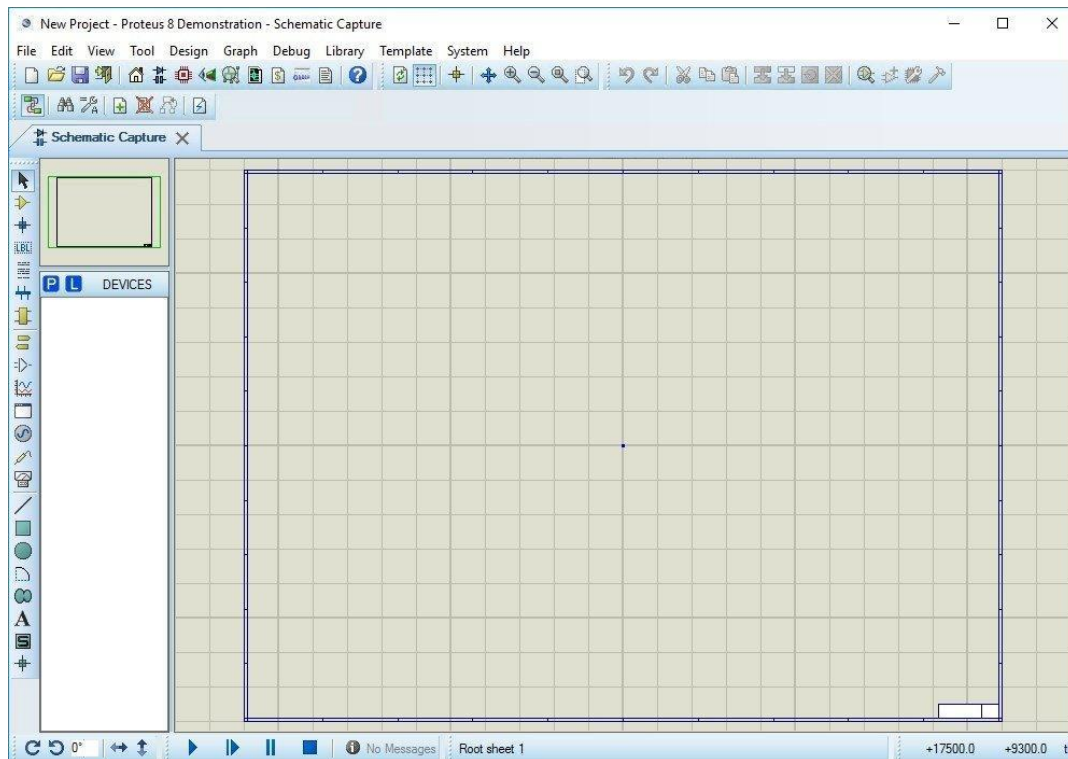 New Project - Proteus 8 Demonstration - Schematic Capture
File Edit View Tool Design Graph Debug Library Template System Help
Schematic Capture
LBL
P L DEVICES
A
S
0° No Messages Root sheet 1 +17500.0 +9300.0 t